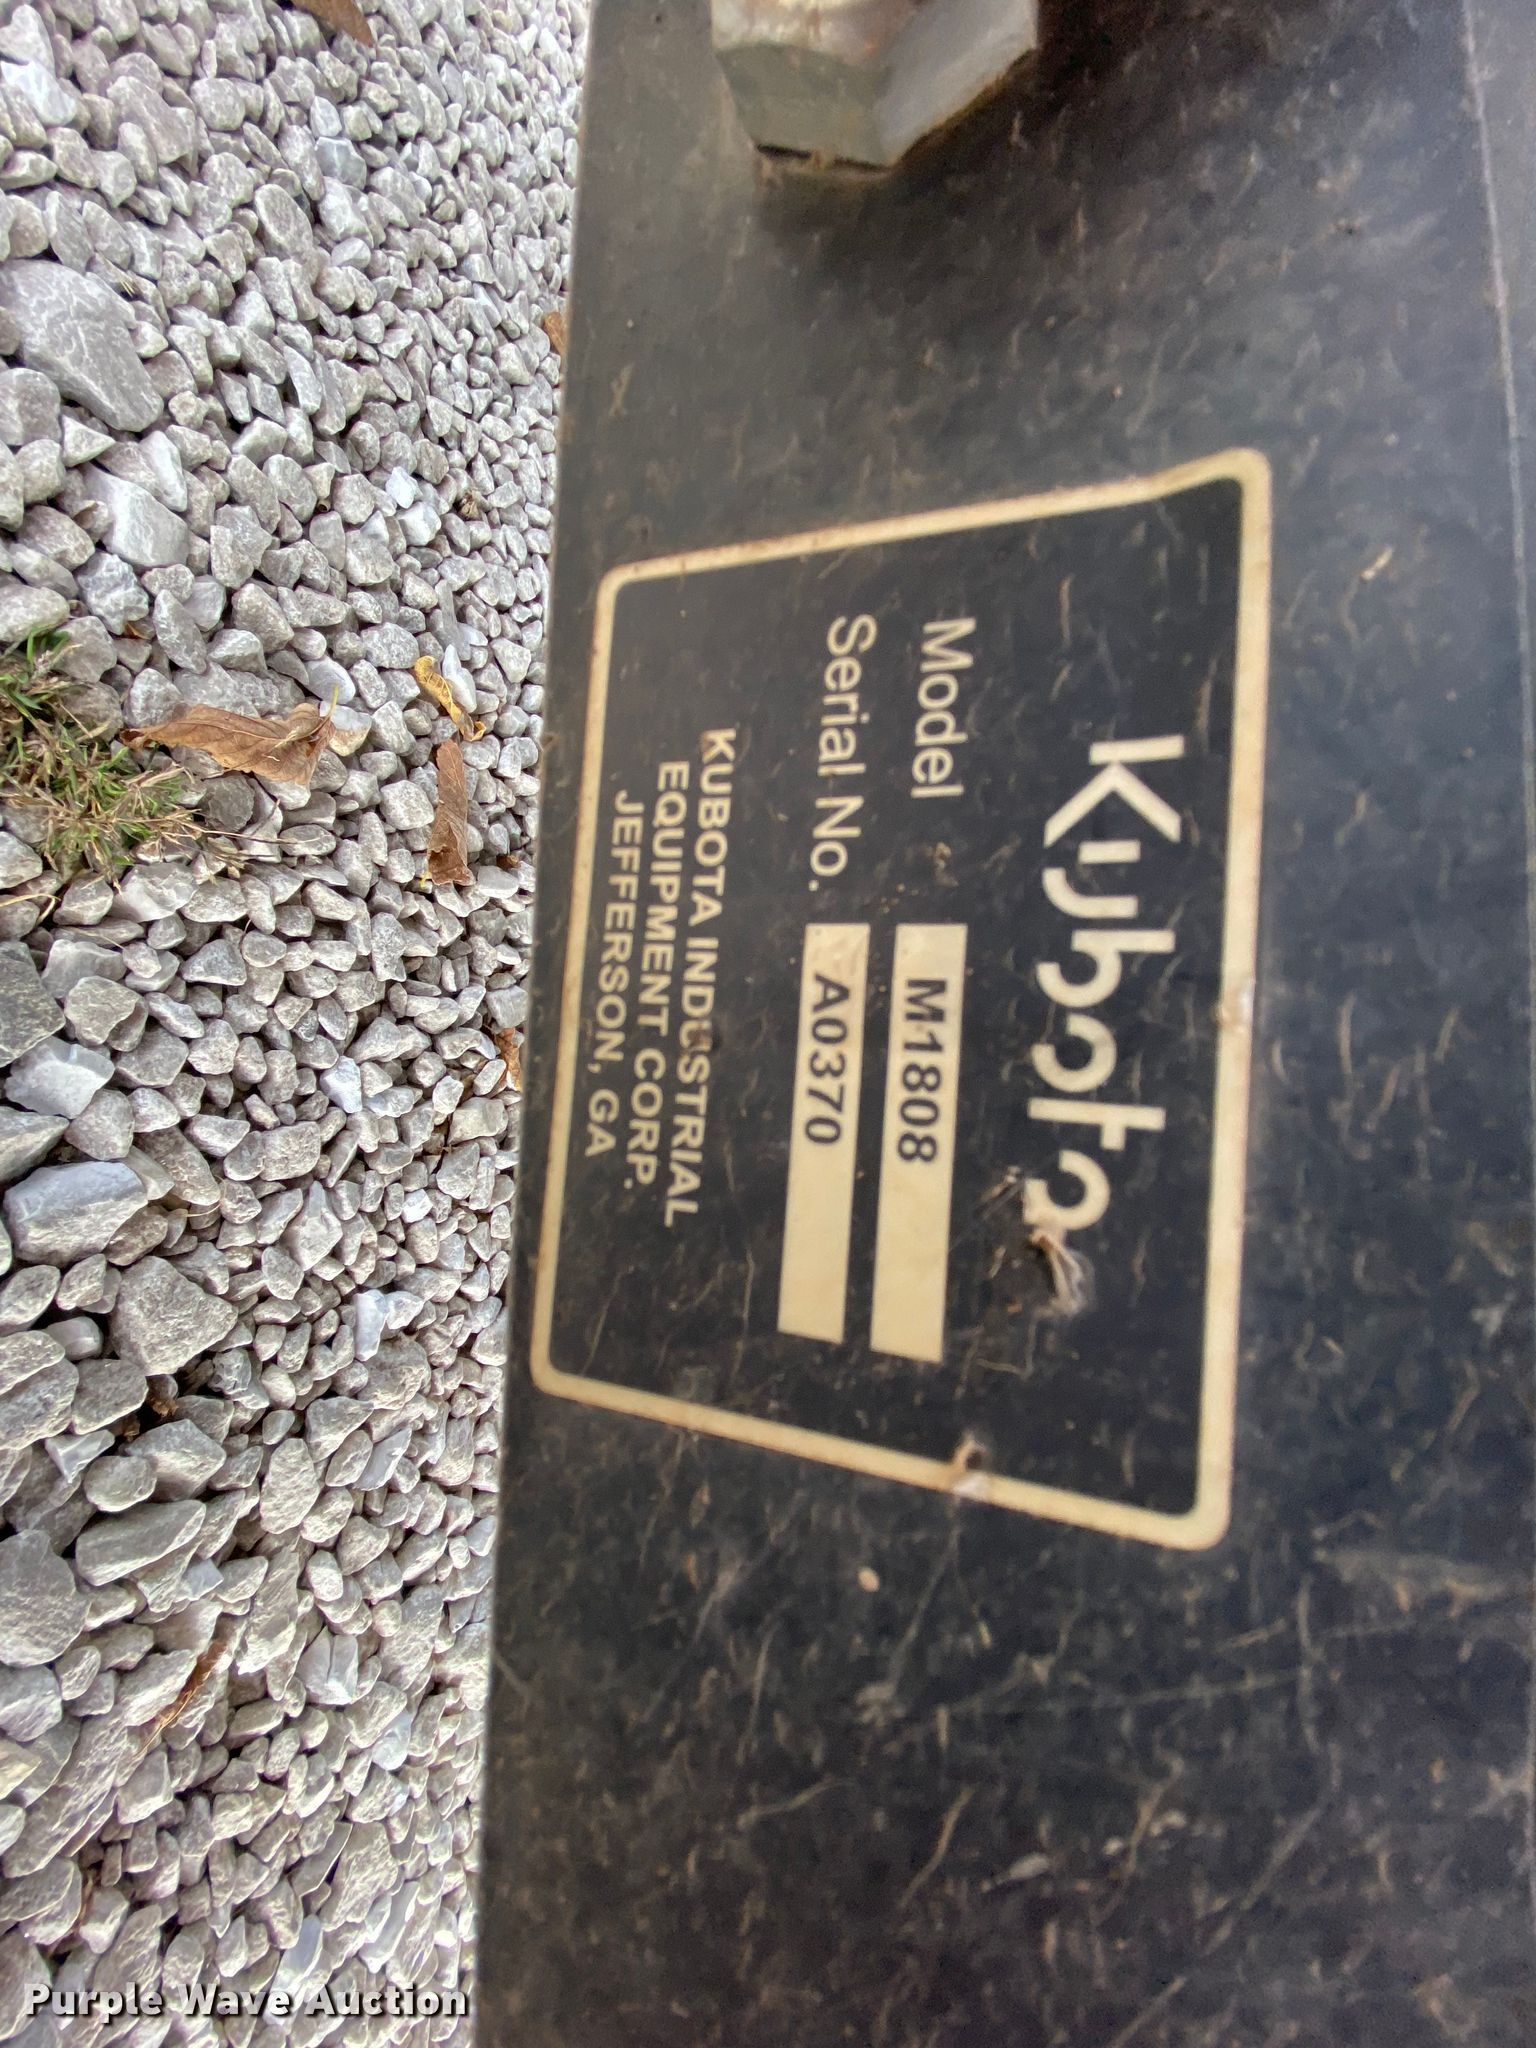 Kubota
Model M1808
Serial No. A0370
KUBOTA INDUSTRIAL
EQUIPMENT CORP.
JEFFERSON, GA
Purple Wave Auction